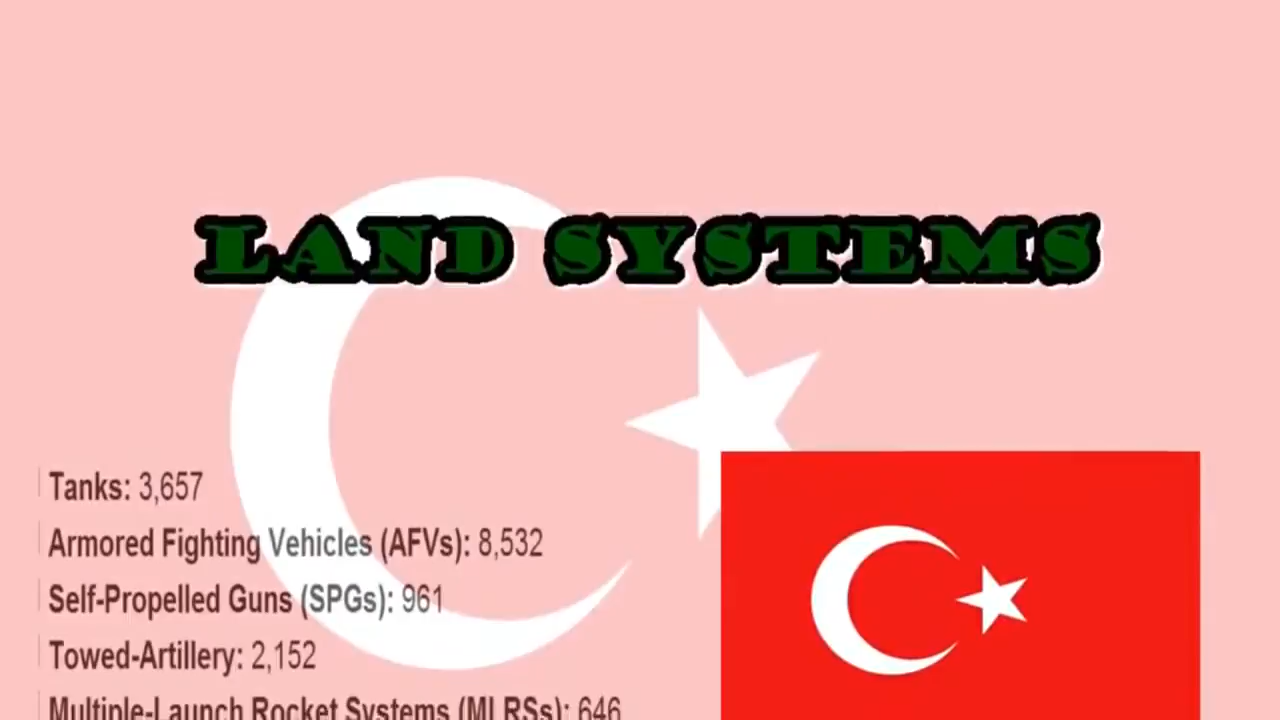 LAND SYSTEMS
Tanks: 3,657
Armored Fighting Vehicles (AFVs): 8,532
Self-Propelled Guns (SPGs): 961
Towed-Artillery: 2,152
Multiple-Launch Rocket Systems (MLRSs): 646